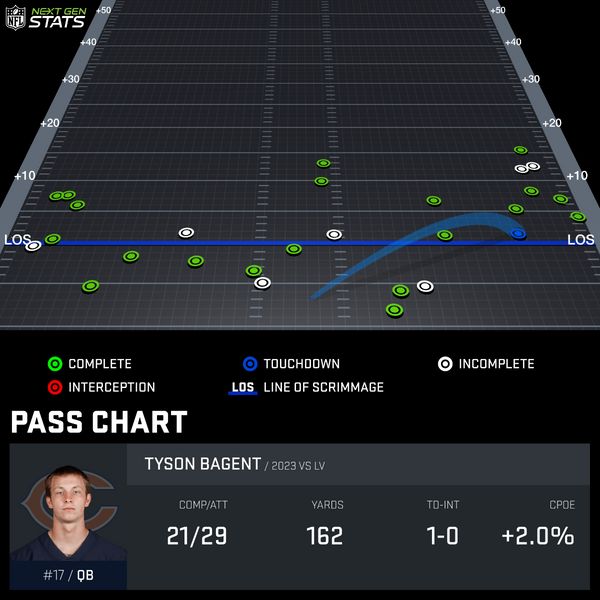 NFL NEXT GEN STATS
+50 +50
+40 +40
+30 +30
+20 +20
+10 +10
LOS LOS
COMPLETE TOUCHDOWN INCOMPLETE
INTERCEPTION LOS LINE OF SCRIMMAGE
PASS CHART
TYSON BAGENT / 2023 VS LV
COMP/ATT YARDS TD-INT CPOE
21/29 162 1-0 +2.0%
#17 / QB